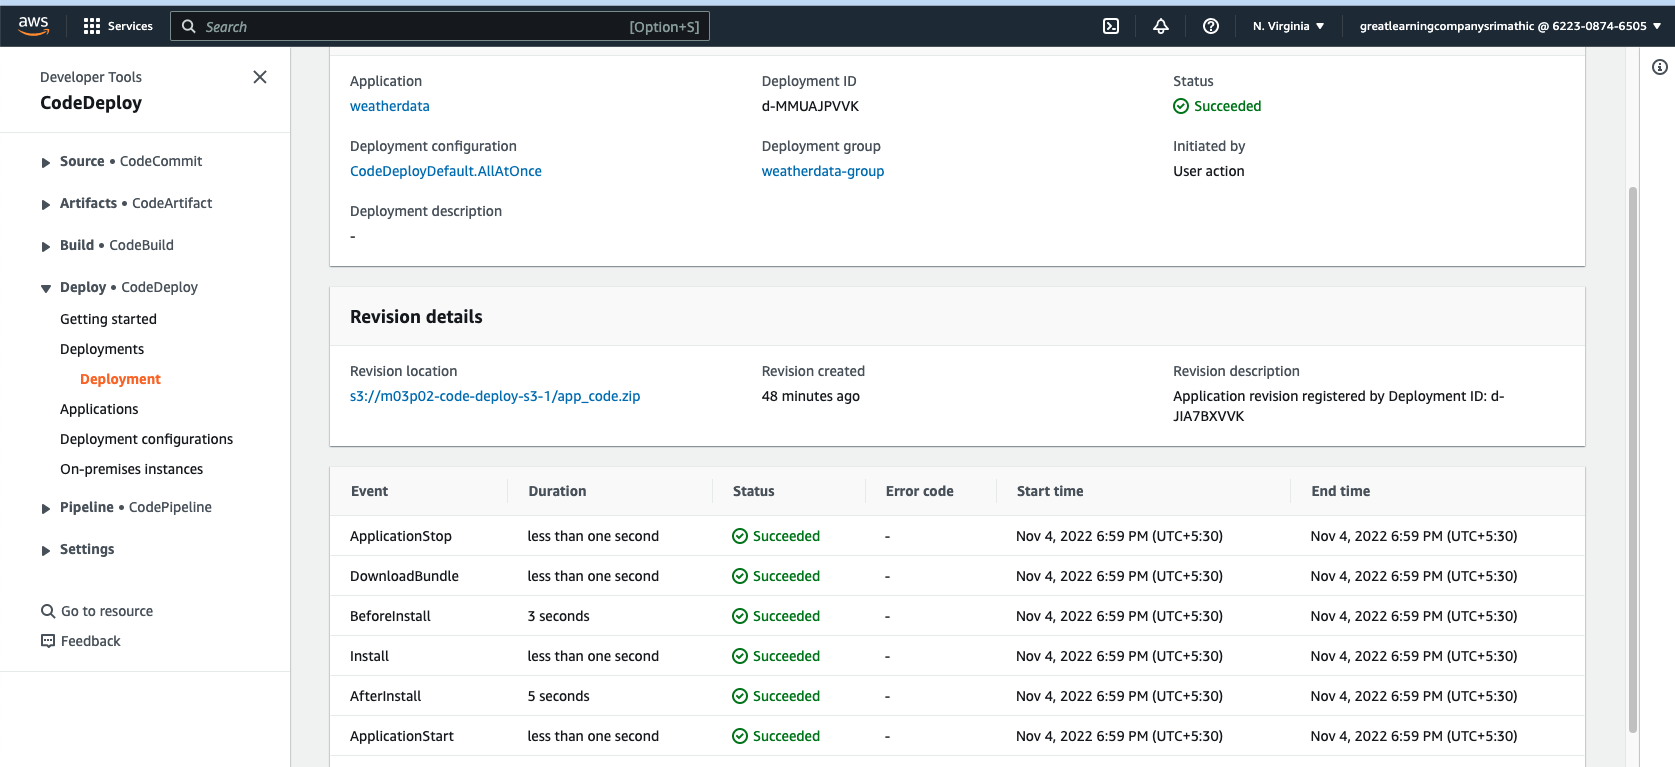 aws
Services
Search [Option+S]
N. Virginia
greatlearningcompanysrimathic @ 6223-0874-6505
Developer Tools
CodeDeploy
Source • CodeCommit
Artifacts • CodeArtifact
Build • CodeBuild
Deploy • CodeDeploy
Getting started
Deployments
Deployment
Applications
Deployment configurations
On-premises instances
Pipeline • CodePipeline
Settings
Go to resource
Feedback
Application Deployment ID Status
weatherdata d-MMUAJPVVK Succeeded
Deployment configuration Deployment group Initiated by
CodeDeployDefault.AllAtOnce weatherdata-group User action
Deployment description
-
Revision details
Revision location Revision created Revision description
s3://m03p02-code-deploy-s3-1/app_code.zip 48 minutes ago Application revision registered by Deployment ID: d-
JIA7BXVVK
Event Duration Status Error code Start time End time
ApplicationStop less than one second Succeeded - Nov 4, 2022 6:59 PM (UTC+5:30) Nov 4, 2022 6:59 PM (UTC+5:30)
DownloadBundle less than one second Succeeded - Nov 4, 2022 6:59 PM (UTC+5:30) Nov 4, 2022 6:59 PM (UTC+5:30)
BeforeInstall 3 seconds Succeeded - Nov 4, 2022 6:59 PM (UTC+5:30) Nov 4, 2022 6:59 PM (UTC+5:30)
Install less than one second Succeeded - Nov 4, 2022 6:59 PM (UTC+5:30) Nov 4, 2022 6:59 PM (UTC+5:30)
AfterInstall 5 seconds Succeeded - Nov 4, 2022 6:59 PM (UTC+5:30) Nov 4, 2022 6:59 PM (UTC+5:30)
ApplicationStart less than one second Succeeded - Nov 4, 2022 6:59 PM (UTC+5:30) Nov 4, 2022 6:59 PM (UTC+5:30)